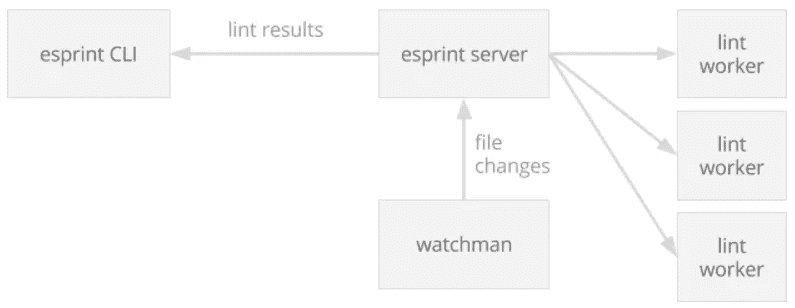 esprint CLI
lint results
esprint server
lint
worker
file
changes
lint
worker
watchman
lint
worker